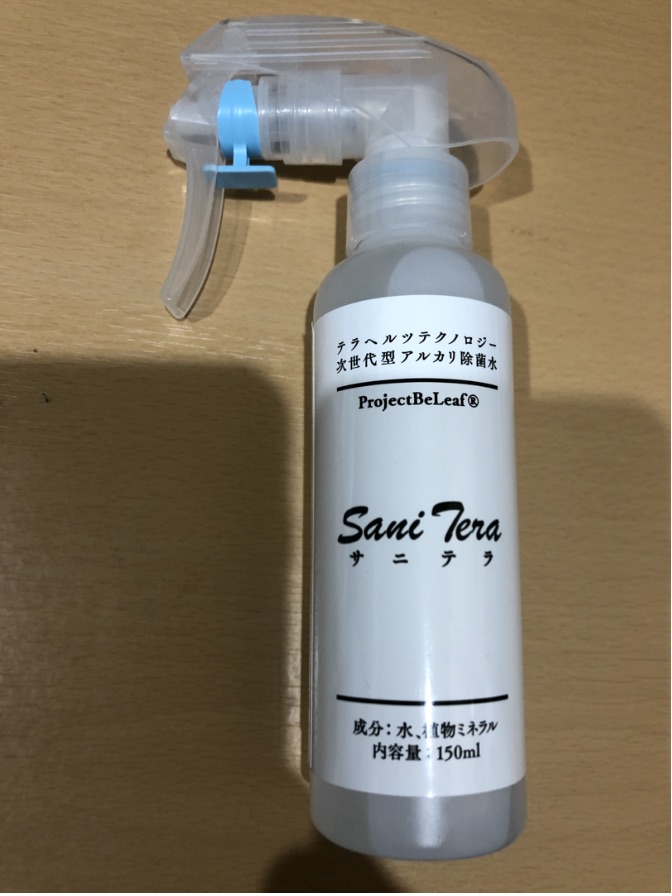 テラヘルツテクノロジー
次世代型アルカリ除菌水
ProjectBeLeaf®
Sani Tera
サニテラ
成分：水、植物ミネラル
内容量：150ml